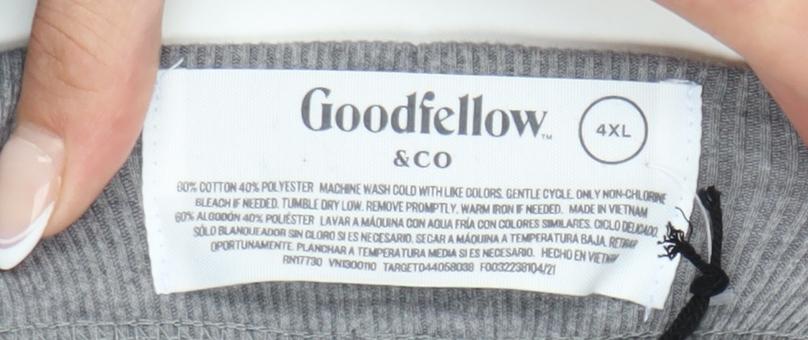 Goodfellow™
&CO
4XL
60% COTTON 40% POLYESTER MACHINE WASH COLD WITH LIKE COLORS. GENTLE CYCLE. ONLY NON-CHLORINE
BLEACH IF NEEDED. TUMBLE DRY LOW. REMOVE PROMPTLY. WARM IRON IF NEEDED. MADE IN VIETNAM
60% ALGODÓN 40% POLIÉSTER LAVAR A MÁQUINA CON AGUA FRÍA CON COLORES SIMILARES. CICLO DELICADO.
SÓLO BLANQUEADOR SIN CLORO SI ES NECESARIO. SECAR A MÁQUINA A TEMPERATURA BAJA. RETIRAR
OPORTUNAMENTE. PLANCHAR A TEMPERATURA MEDIA SI ES NECESARIO. HECHO EN VIETNAM
RN17730 VN1300110 TARGET044058038 F0032238104/21